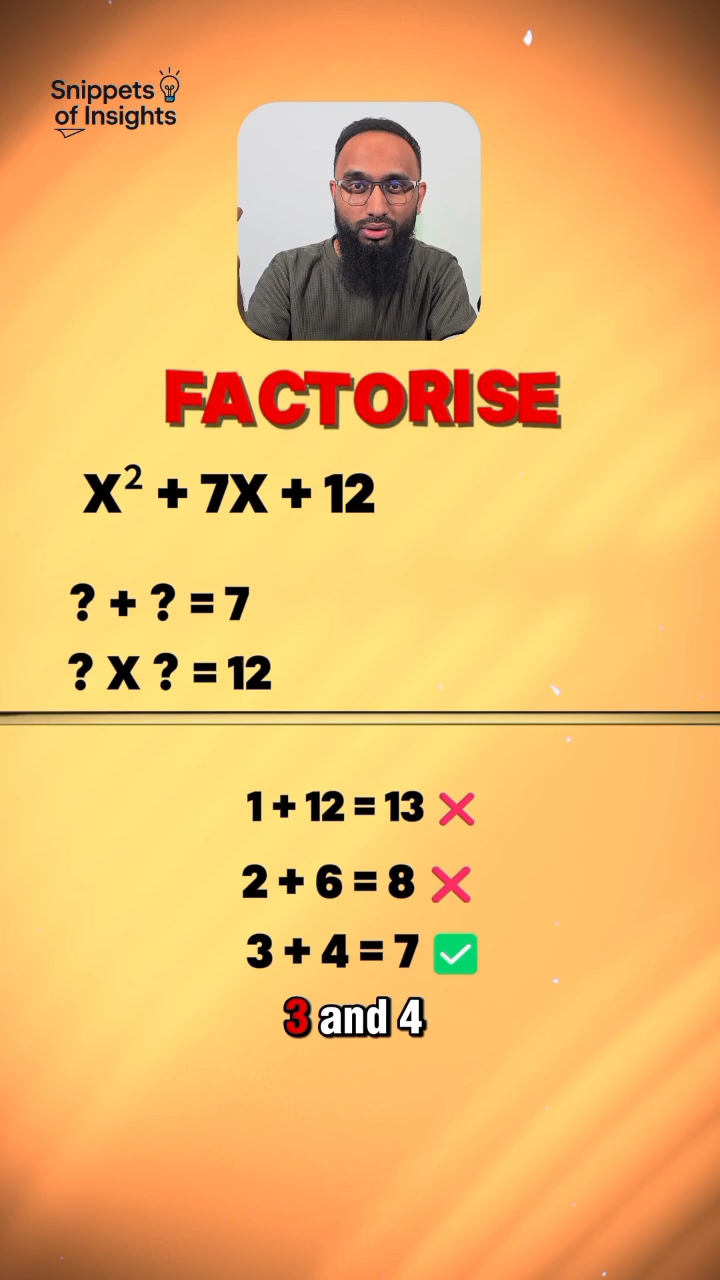 Snippets
of Insights
FACTORISE
X² + 7X + 12
? + ? = 7
? X ? = 12
1 + 12 = 13 ❌
2 + 6 = 8 ❌
3 + 4 = 7 ✅
3 and 4